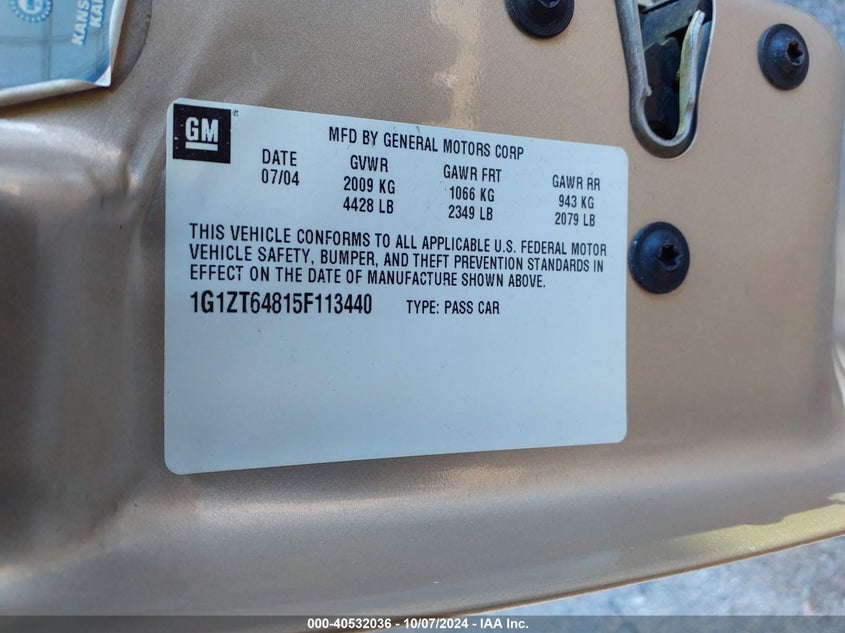 GM
MFD BY GENERAL MOTORS CORP
DATE GVWR GAWR FRT GAWR RR
07/04 2009 KG 1066 KG 943 KG
4428 LB 2349 LB 2079 LB
THIS VEHICLE CONFORMS TO ALL APPLICABLE U.S. FEDERAL MOTOR
VEHICLE SAFETY, BUMPER, AND THEFT PREVENTION STANDARDS IN
EFFECT ON THE DATE OF MANUFACTURE SHOWN ABOVE.
1G1ZT64815F113440 TYPE: PASS CAR
000-40532036 - 10/07/2024 - IAA Inc.